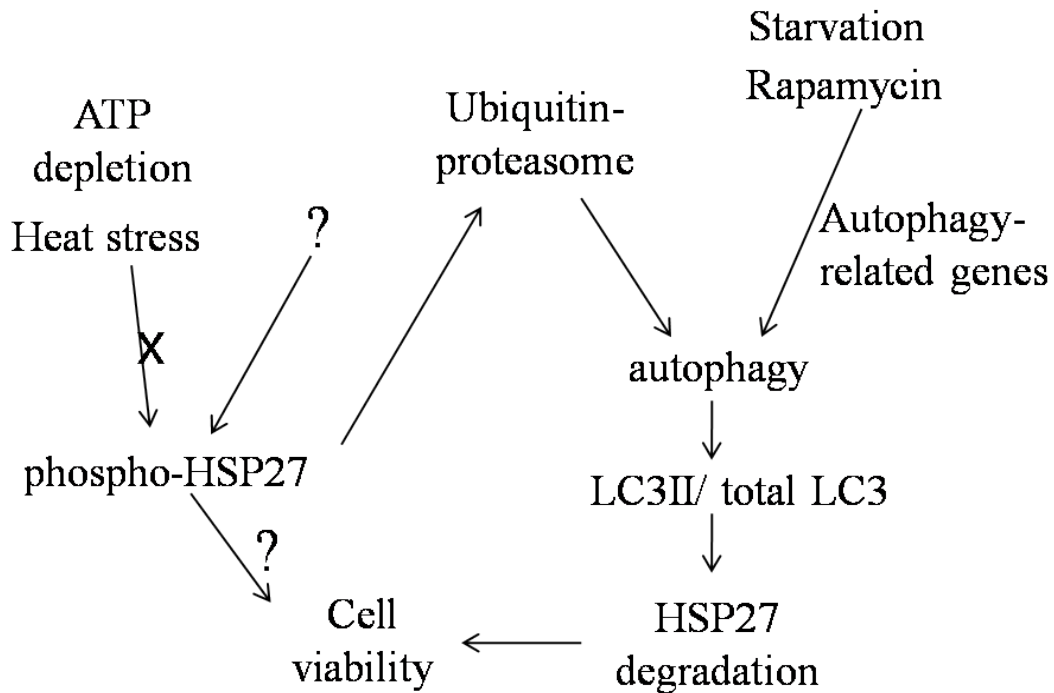 Starvation
Rapamycin
ATP
depletion
Heat stress
Ubiquitin-
proteasome
?
Autophagy-
related genes
X
autophagy
phospho-HSP27
LC3II/ total LC3
?
Cell
viability
HSP27
degradation